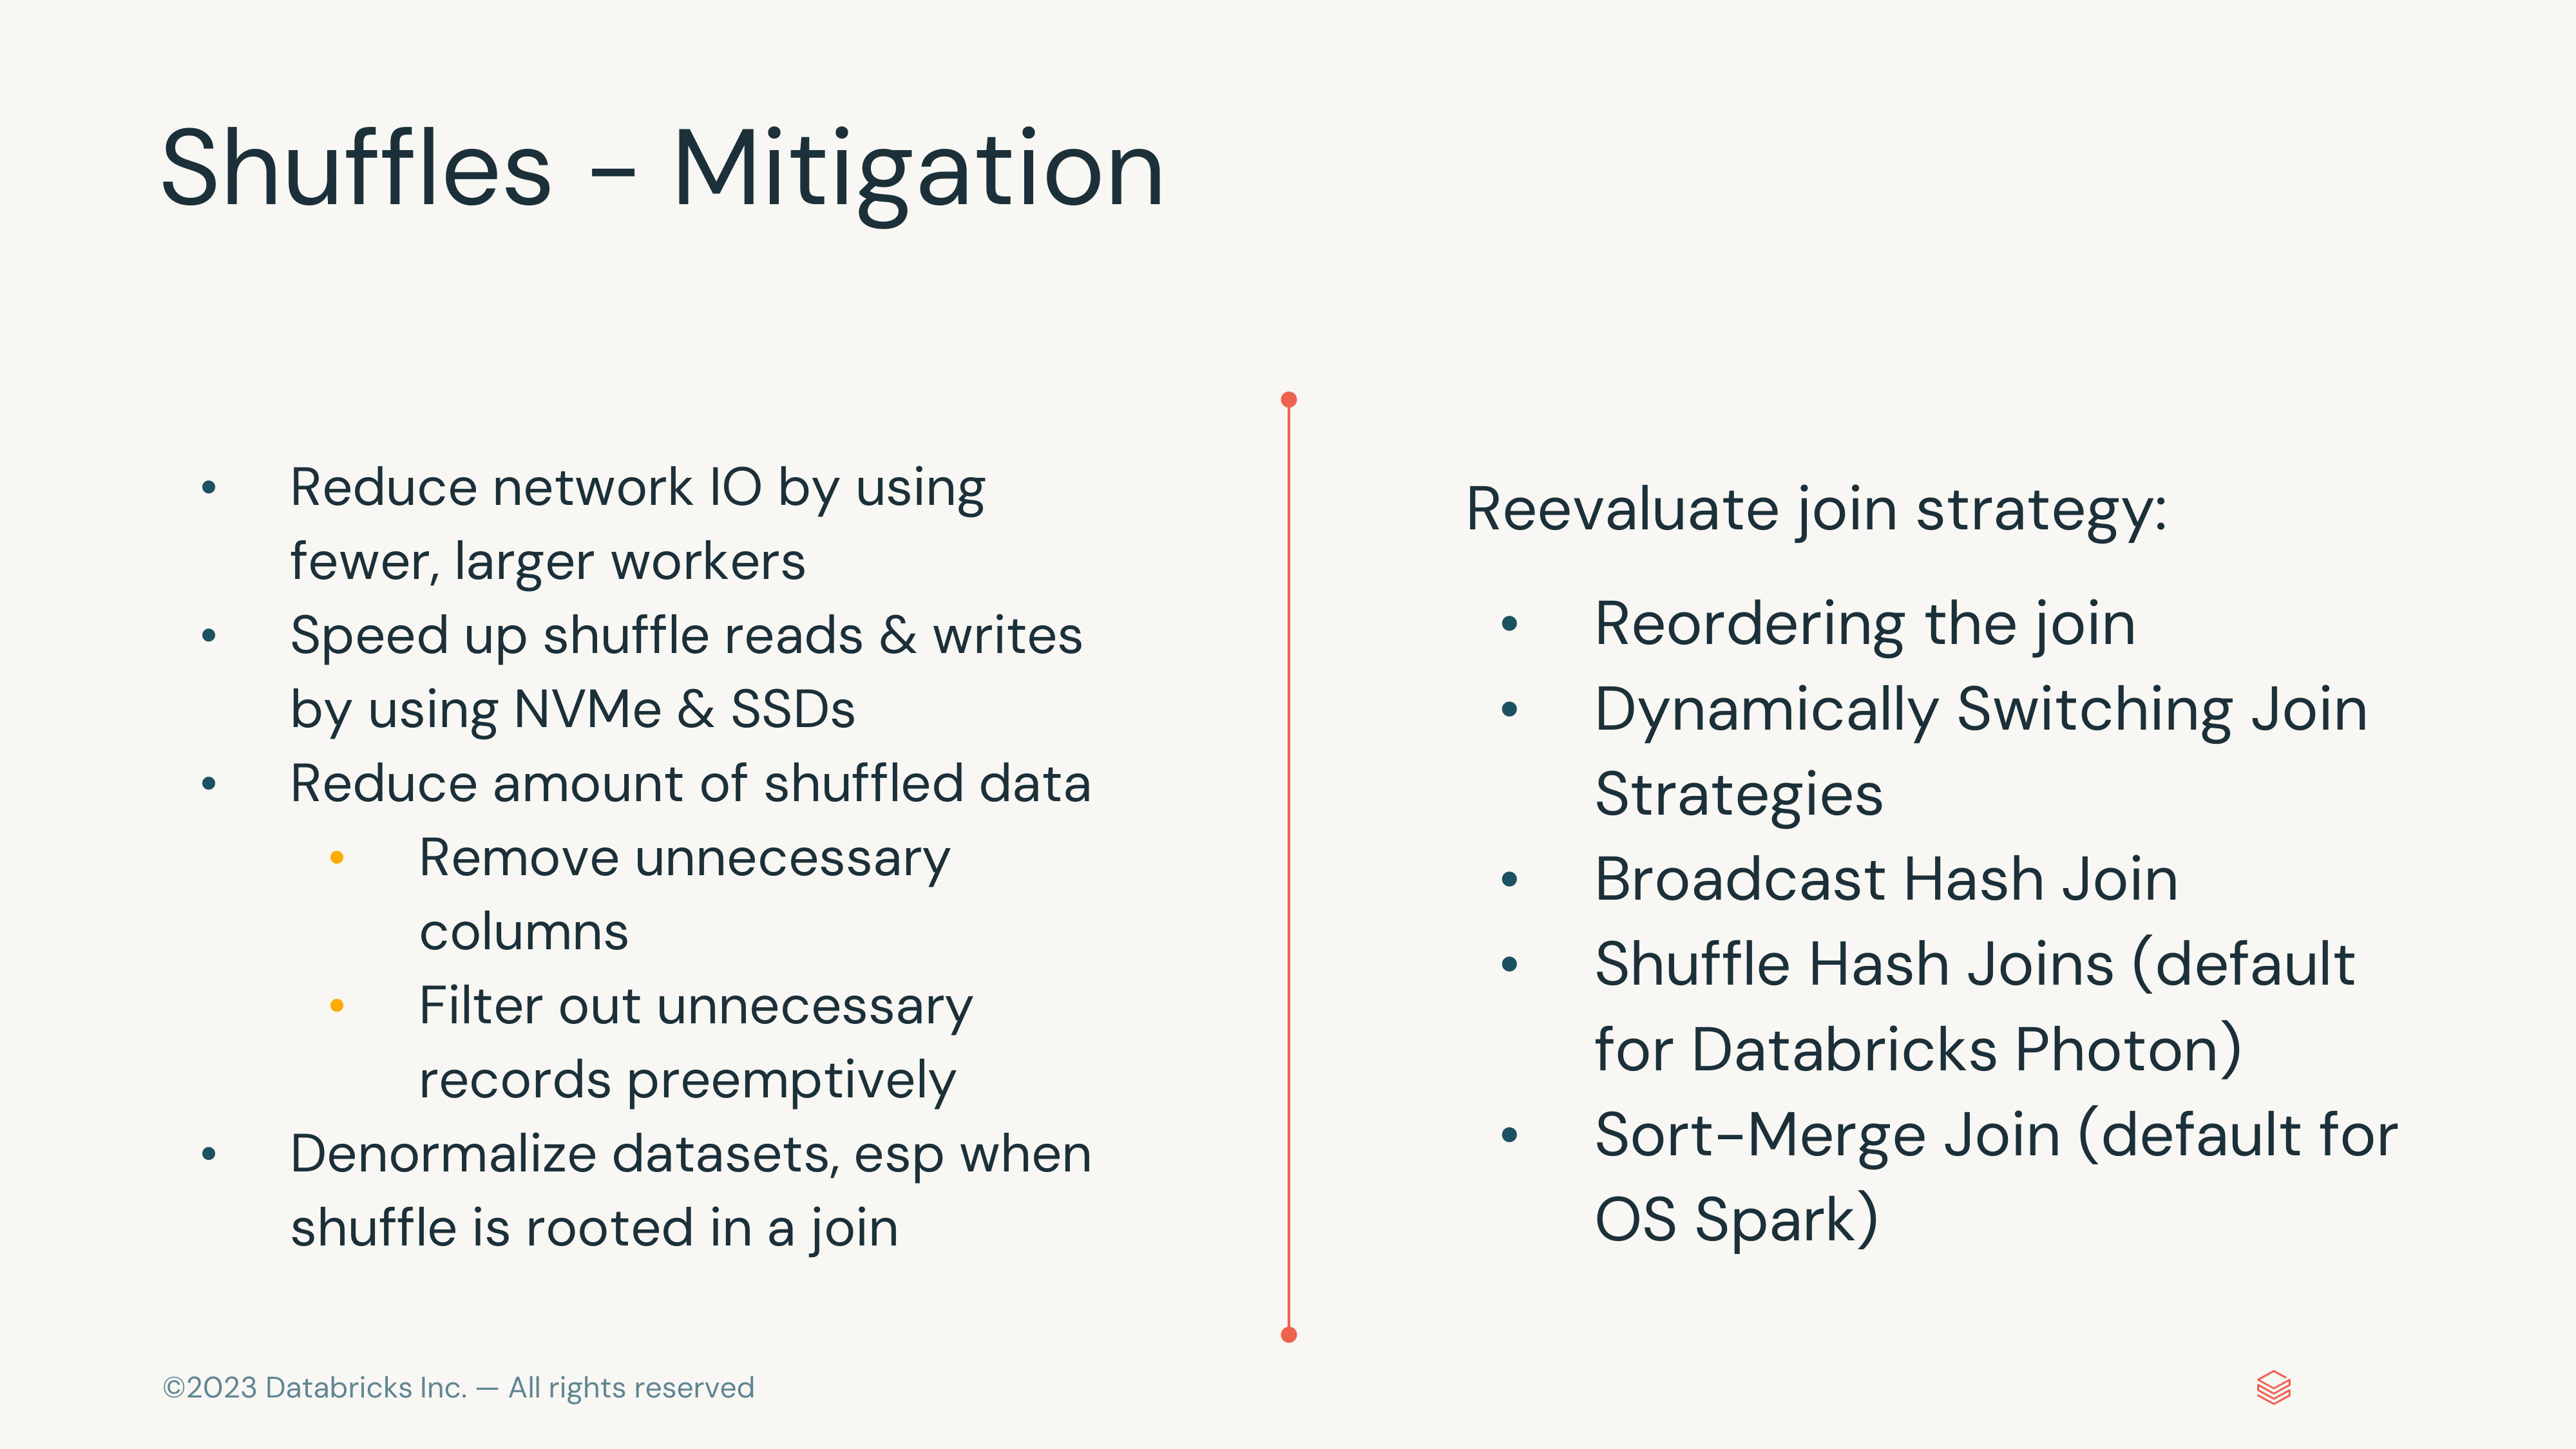 Shuffles - Mitigation
• Reduce network IO by using
fewer, larger workers
• Speed up shuffle reads & writes
by using NVMe & SSDs
• Reduce amount of shuffled data
• Remove unnecessary
columns
• Filter out unnecessary
records preemptively
• Denormalize datasets, esp when
shuffle is rooted in a join
Reevaluate join strategy:
• Reordering the join
• Dynamically Switching Join
Strategies
• Broadcast Hash Join
• Shuffle Hash Joins (default
for Databricks Photon)
• Sort-Merge Join (default for
OS Spark)
©2023 Databricks Inc. — All rights reserved